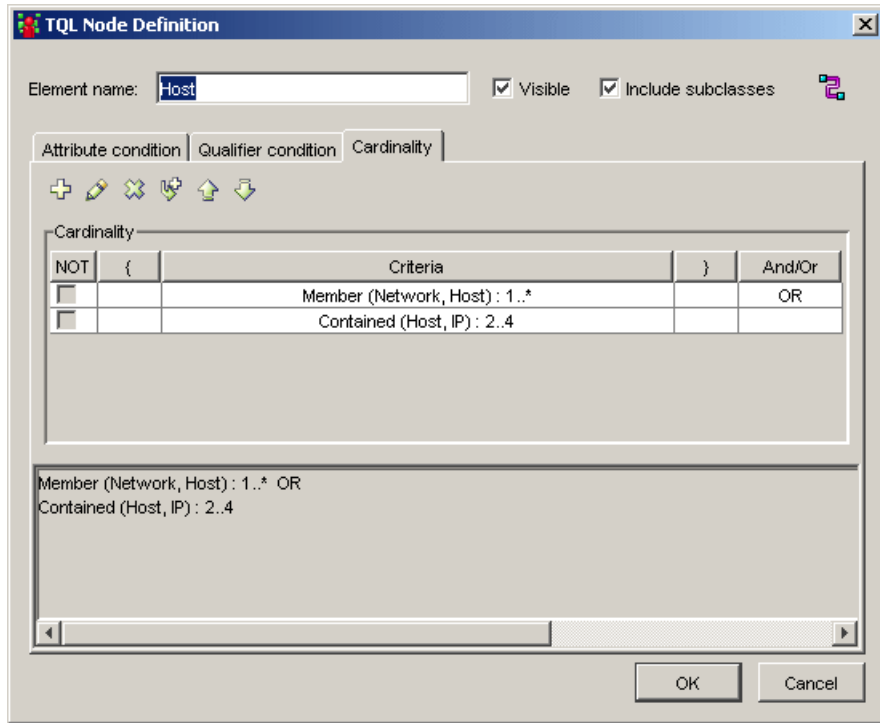 TQL Node Definition
Element name: Host Visible Include subclasses
Attribute condition Qualifier condition Cardinality
Cardinality
NOT { Criteria } And/Or
Member (Network, Host) : 1..* OR
Contained (Host, IP) : 2..4
Member (Network, Host) : 1..* OR
Contained (Host, IP) : 2..4
OK Cancel